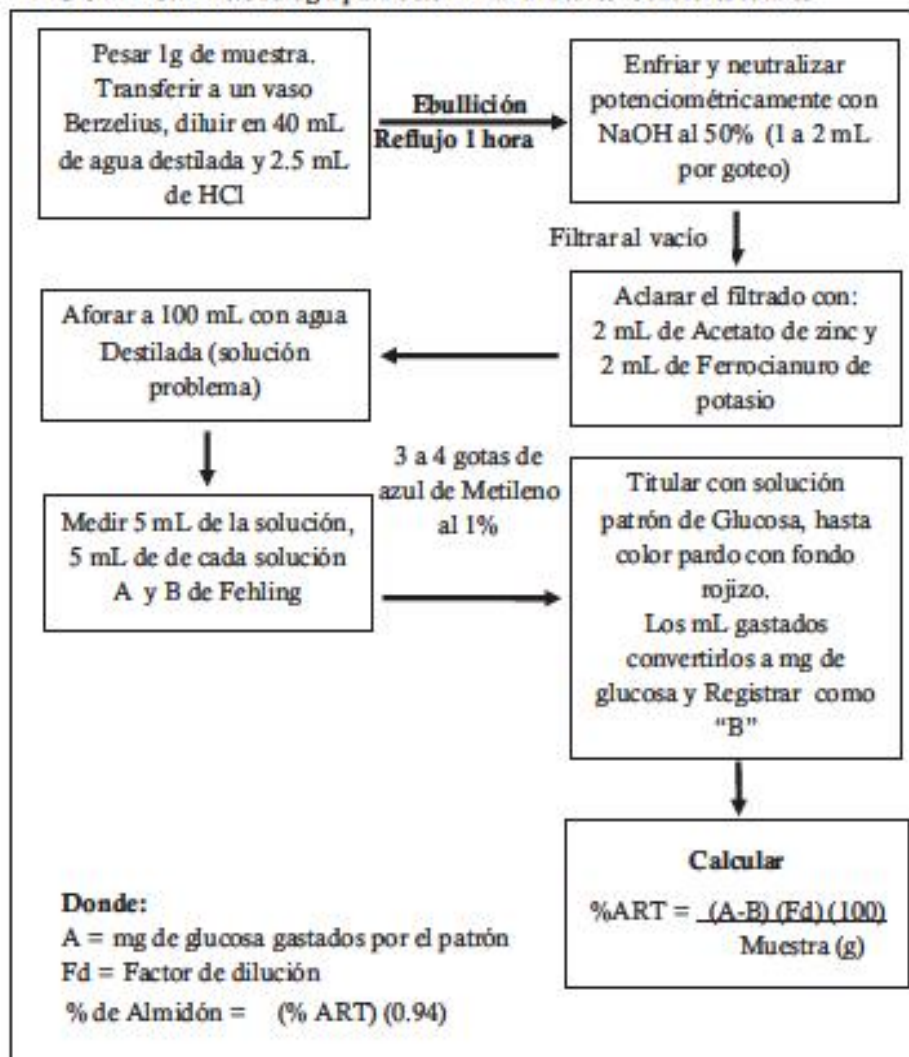 Pesar 1g de muestra.
Transferir a un vaso
Berzelius, diluir en 40 mL
de agua destilada y 2.5 mL
de HCl
Ebullición
Reflujo 1 hora
Enfriar y neutralizar
potenciométricamente con
NaOH al 50% (1 a 2 mL
por goteo)
Filtrar al vacío
Aclarar el filtrado con:
2 mL de Acetato de zinc y
2 mL de Ferrocianuro de
potasio
Aforar a 100 mL con agua
Destilada (solución
problema)
Medir 5 mL de la solución,
5 mL de de cada solución
A y B de Fehling
3 a 4 gotas de
azul de Metileno
al 1%
Titular con solución
patrón de Glucosa, hasta
color pardo con fondo
rojizo.
Los mL gastados
convertirlos a mg de
glucosa y Registrar como
“B”
Calcular
%ART = (A-B) (Fd) (100)
Muestra (g)
Donde:
A = mg de glucosa gastados por el patrón
Fd = Factor de dilución
% de Almidón = (% ART) (0.94)